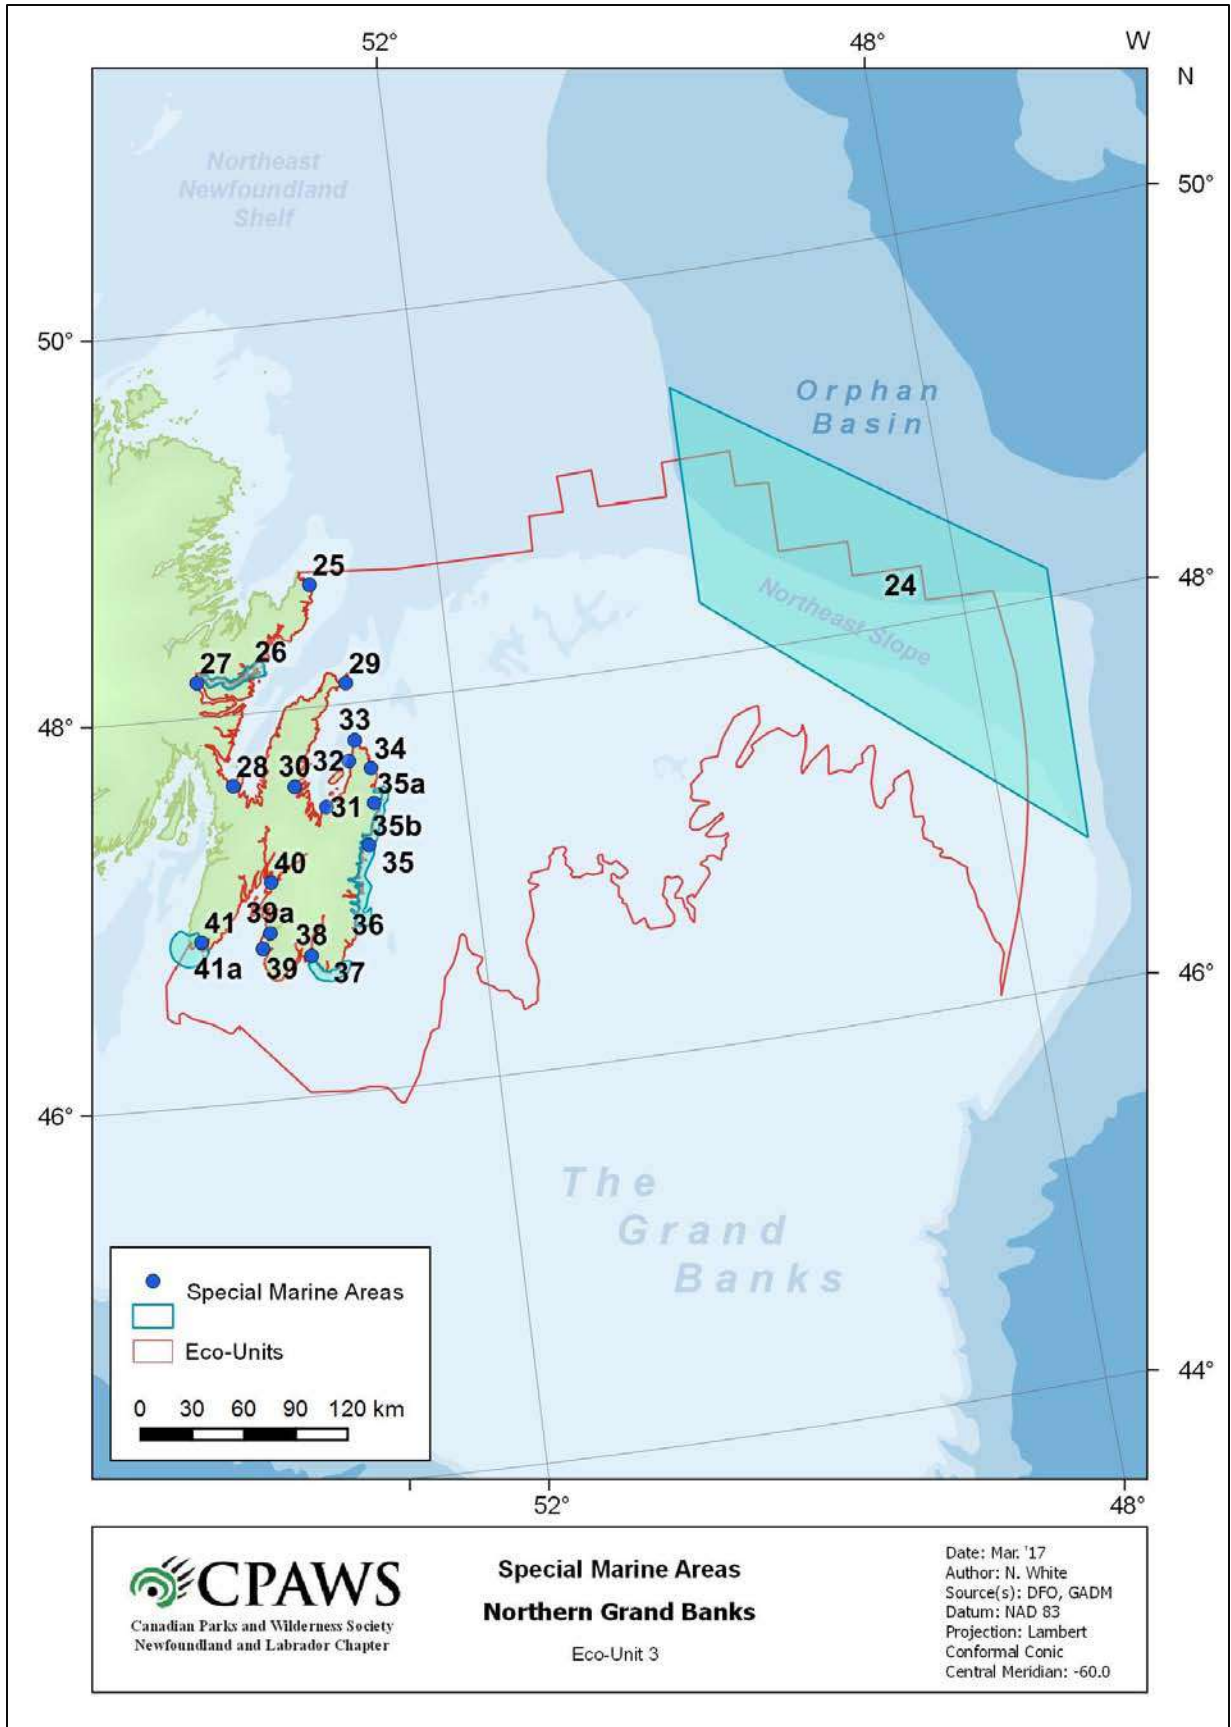 52°
48°
W
N
Northeast
Newfoundland
Shelf
50°
50°
Orphan
Basin
25
48°
24
Northeast Slope
26
27
29
48°
33
32
34
28
30
35a
31
35b
35
40
39a
36
41
38
46°
41a
39
37
46°
The
Grand
Banks
Special Marine Areas
Eco-Units
44°
0 30 60 90 120 km
52°
48°
CPAWS
Canadian Parks and Wilderness Society
Newfoundland and Labrador Chapter
Special Marine Areas
Northern Grand Banks
Eco-Unit 3
Date: Mar. '17
Author: N. White
Source(s): DFO, GADM
Datum: NAD 83
Projection: Lambert
Conformal Conic
Central Meridian: -60.0